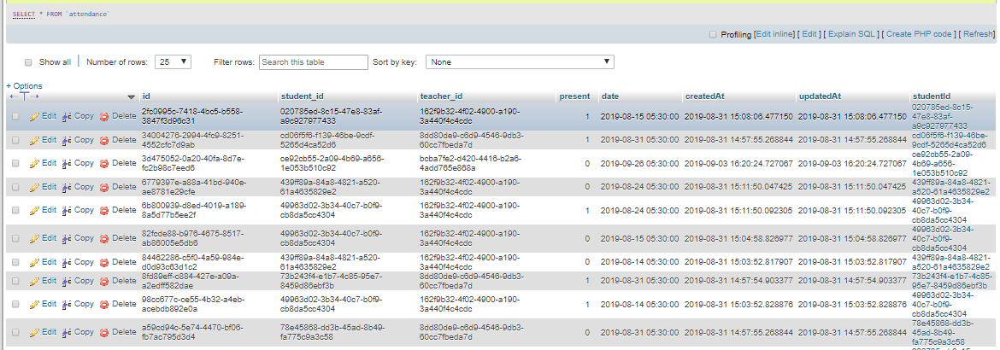 SELECT * FROM `attendance`
Profiling [Edit inline] [ Edit ] [ Explain SQL ] [ Create PHP code ] [ Refresh]
Show all Number of rows: 25 Filter rows: Search this table Sort by key: None
+ Options
id student_id teacher_id present date createdAt updatedAt studentId
Edit Copy Delete 2fc0995c-7418-4bc5-b558-3847f3d96c31 020785ed-8c15-47e8-83af-a9c927977433 162f9b32-4f02-4900-a190-3a440f4c4cdc 1 2019-08-15 05:30:00 2019-08-31 15:08:06.477150 2019-08-31 15:08:06.477150 020785ed-8c15-47e8-83af-a9c927977433
Edit Copy Delete 34004276-2994-4fc9-8251-4552cfc7d9ab cd06f5f6-f139-46be-9cdf-5265d4ca52d6 8dd80de9-c6d9-4546-9db3-60cc7fbeda7d 1 2019-08-31 05:30:00 2019-08-31 14:57:55.268844 2019-08-31 14:57:55.268844 cd06f5f6-f139-46be-9cdf-5265d4ca52d6
Edit Copy Delete 3d475052-0a20-40fa-8d7e-fc2b98c7eed6 ce92cb55-2a09-4b69-a656-1e053b510c92 bcba7fe2-d420-4416-b2a6-4add765e868a 0 2019-09-26 05:30:00 2019-09-03 16:20:24.727067 2019-09-03 16:20:24.727067 ce92cb55-2a09-4b69-a656-1e053b510c92
Edit Copy Delete 6779397e-a88a-41bd-940e-ae8781e29cfe 439ff89a-84a8-4821-a520-61a4635829e2 162f9b32-4f02-4900-a190-3a440f4c4cdc 0 2019-08-24 05:30:00 2019-08-31 15:11:50.047425 2019-08-31 15:11:50.047425 439ff89a-84a8-4821-a520-61a4635829e2
Edit Copy Delete 6b800939-d8ed-4019-a189-8a5d77b5ee2f 49963d02-3b34-40c7-b0f9-cb8da5cc4304 162f9b32-4f02-4900-a190-3a440f4c4cdc 1 2019-08-24 05:30:00 2019-08-31 15:11:50.092305 2019-08-31 15:11:50.092305 49963d02-3b34-40c7-b0f9-cb8da5cc4304
Edit Copy Delete 82fcde88-b976-4675-8517-ab86005e5db6 49963d02-3b34-40c7-b0f9-cb8da5cc4304 162f9b32-4f02-4900-a190-3a440f4c4cdc 0 2019-08-15 05:30:00 2019-08-31 15:04:58.826977 2019-08-31 15:04:58.826977 49963d02-3b34-40c7-b0f9-cb8da5cc4304
Edit Copy Delete 84462286-c5f0-4a59-984e-d0d93c63d1c2 439ff89a-84a8-4821-a520-61a4635829e2 162f9b32-4f02-4900-a190-3a440f4c4cdc 0 2019-08-14 05:30:00 2019-08-31 15:03:52.817907 2019-08-31 15:03:52.817907 439ff89a-84a8-4821-a520-61a4635829e2
Edit Copy Delete 8fd89eff-c884-427e-a09a-a2edff582dae 73b243f4-e1b7-4c85-95e7-8459d86ebf3b 8dd80de9-c6d9-4546-9db3-60cc7fbeda7d 1 2019-08-31 05:30:00 2019-08-31 14:57:54.903377 2019-08-31 14:57:54.903377 73b243f4-e1b7-4c85-95e7-8459d86ebf3b
Edit Copy Delete 98cc677c-ce55-4b32-a4eb-acebdb892e0a 49963d02-3b34-40c7-b0f9-cb8da5cc4304 162f9b32-4f02-4900-a190-3a440f4c4cdc 1 2019-08-14 05:30:00 2019-08-31 15:03:52.828876 2019-08-31 15:03:52.828876 49963d02-3b34-40c7-b0f9-cb8da5cc4304
Edit Copy Delete a59cd94c-5e74-4470-bf06-fb7ac795d3d4 78e45868-dd3b-45ad-8b49-fa775c9a3c58 8dd80de9-c6d9-4546-9db3-60cc7fbeda7d 0 2019-08-31 05:30:00 2019-08-31 14:57:55.268844 2019-08-31 14:57:55.268844 78e45868-dd3b-45ad-8b49-fa775c9a3c58